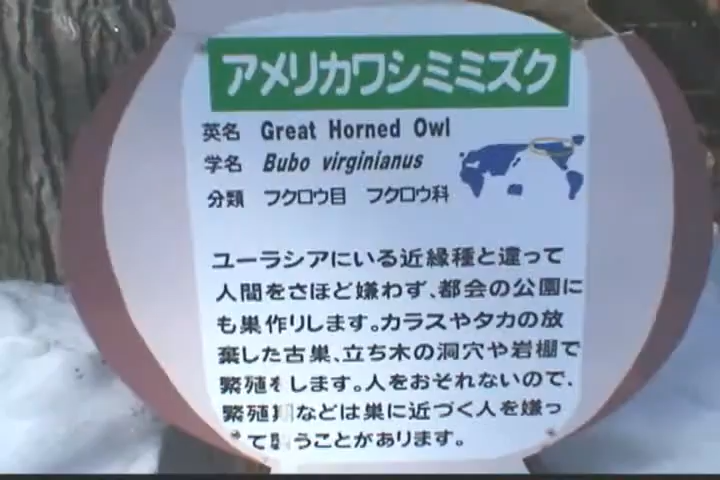 アメリカワシミミズク
英名 Great Horned Owl
学名 Bubo virginianus
分類 フクロウ目 フクロウ科
ユーラシアにいる近縁種と違って
人間をさほど嫌わず、都会の公園に
も巣作りします。カラスやタカの放
棄した古巣、立ち木の洞穴や岩棚で
繁殖をします。人をおそれないので、
繁殖期などは巣に近づく人を嫌っ
て うことがあります。